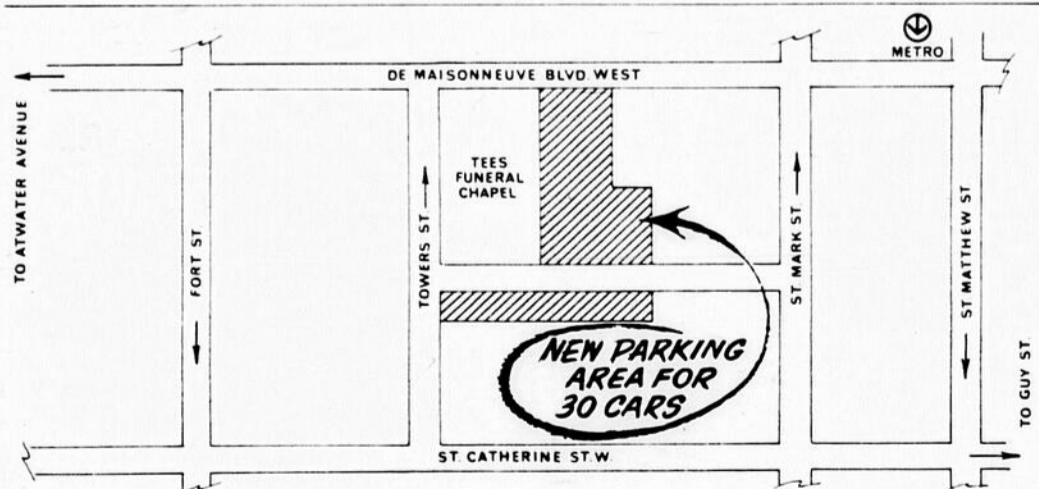 METRO
DE MAISONNEUVE BLVD. WEST
TO ATWATER AVENUE
FORT ST.
TOWERS ST.
TEES
FUNERAL
CHAPEL
ST. MARK ST.
ST. MATTHEW ST.
TO GUY ST.
NEW PARKING
AREA FOR
30 CARS
ST. CATHERINE ST. W.